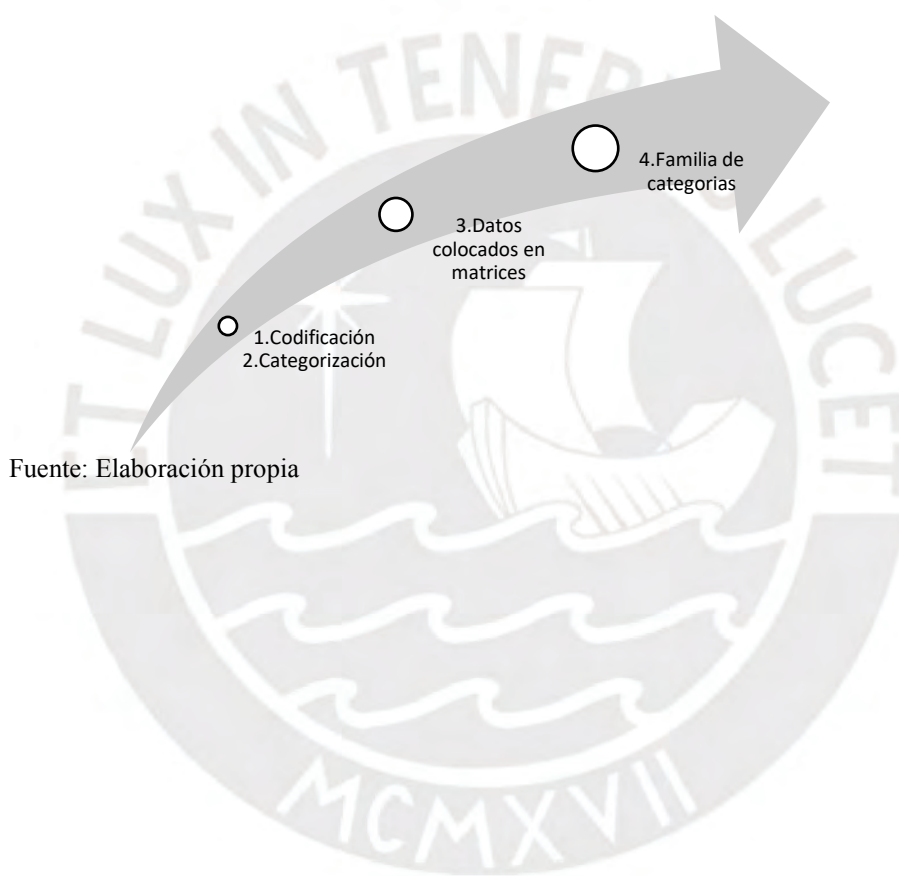 ET LUX IN TENEBRIS LUCET
4.Familia de
categorias
3.Datos
colocados en
matrices
1.Codificación
2.Categorización
Fuente: Elaboración propia
MCMXVII